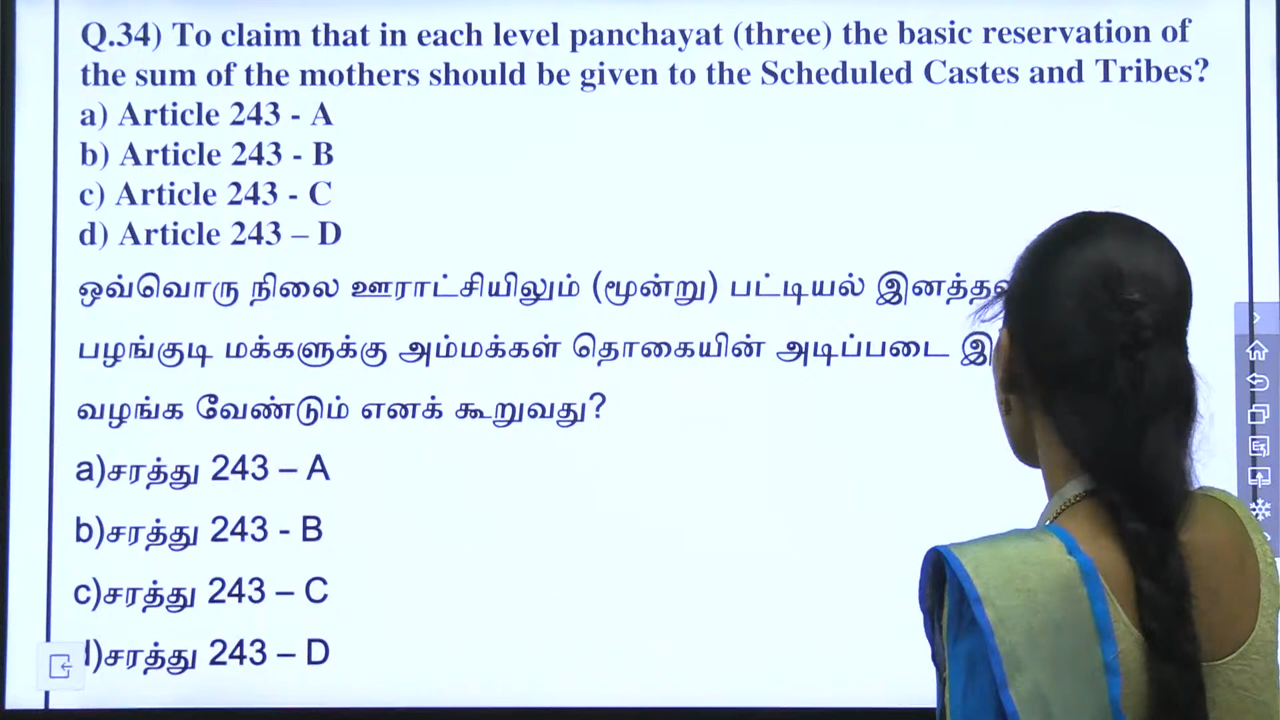 Q.34) To claim that in each level panchayat (three) the basic reservation of
the sum of the mothers should be given to the Scheduled Castes and Tribes?
a) Article 243 - A
b) Article 243 - B
c) Article 243 - C
d) Article 243 – D
ஒவ்வொரு நிலை ஊராட்சியிலும் (மூன்று) பட்டியல்
பழங்குடி மக்களுக்கு அம்மக்கள் தொகையின் அடிப்படை
வழங்க வேண்டும் எனக் கூறுவது?
a)சரத்து 243 – A
b)சரத்து 243 - B
c)சரத்து 243 – C
)சரத்து 243 – D